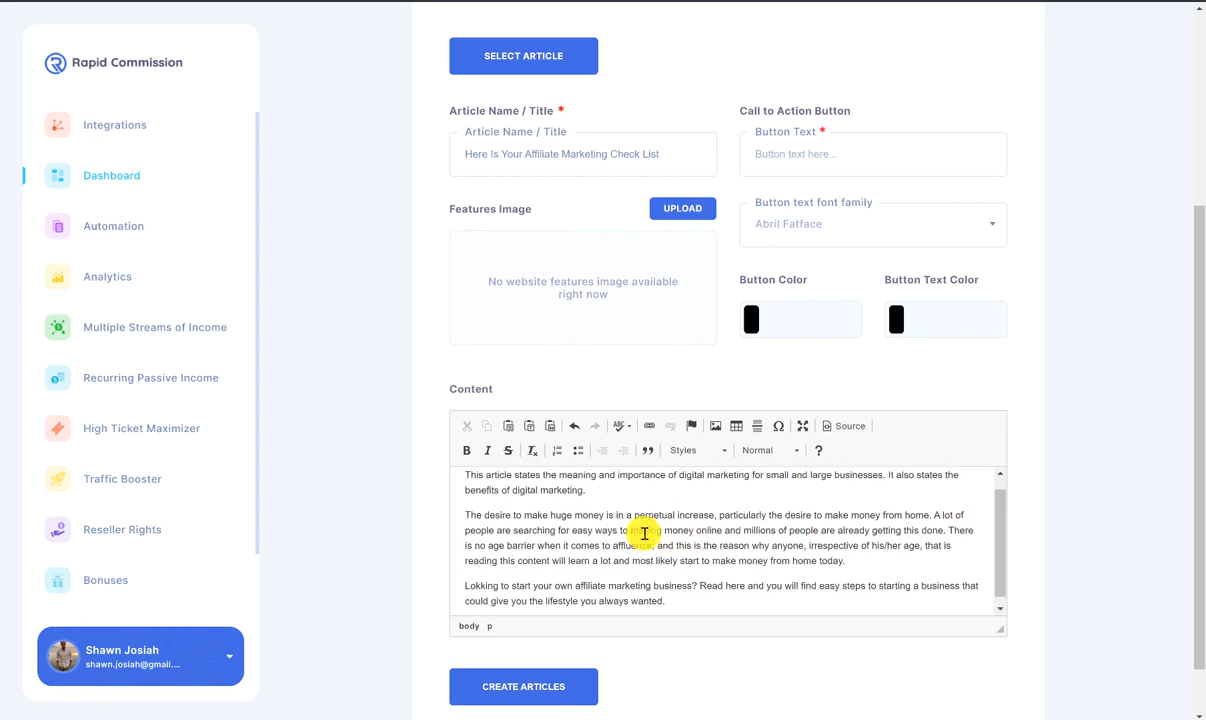 Rapid Commission
Integrations
Dashboard
Automation
Analytics
Multiple Streams of Income
Recurring Passive Income
High Ticket Maximizer
Traffic Booster
Reseller Rights
Bonuses
Shawn Josiah
shawn.josiah@gmail....
SELECT ARTICLE
Article Name / Title *
Article Name / Title
Here Is Your Affiliate Marketing Check List
Call to Action Button
Button Text *
Button text here...
Features Image
UPLOAD
No website features image available
right now
Button text font family
Abril Fatface
Button Color
Button Text Color
Content
ABC
Source
B I S Tx
Styles
Normal
?
This article states the meaning and importance of digital marketing for small and large businesses. It also states the
benefits of digital marketing.
The desire to make huge money is in a perpetual increase, particularly the desire to make money from home. A lot of
people are searching for easy ways to making money online and millions of people are already getting this done. There
is no age barrier when it comes to affluence, and this is the reason why anyone, irrespective of his/her age, that is
reading this content will learn a lot and most likely start to make money from home today.
Lokking to start your own affiliate marketing business? Read here and you will find easy steps to starting a business that
could give you the lifestyle you always wanted.
body p
CREATE ARTICLES